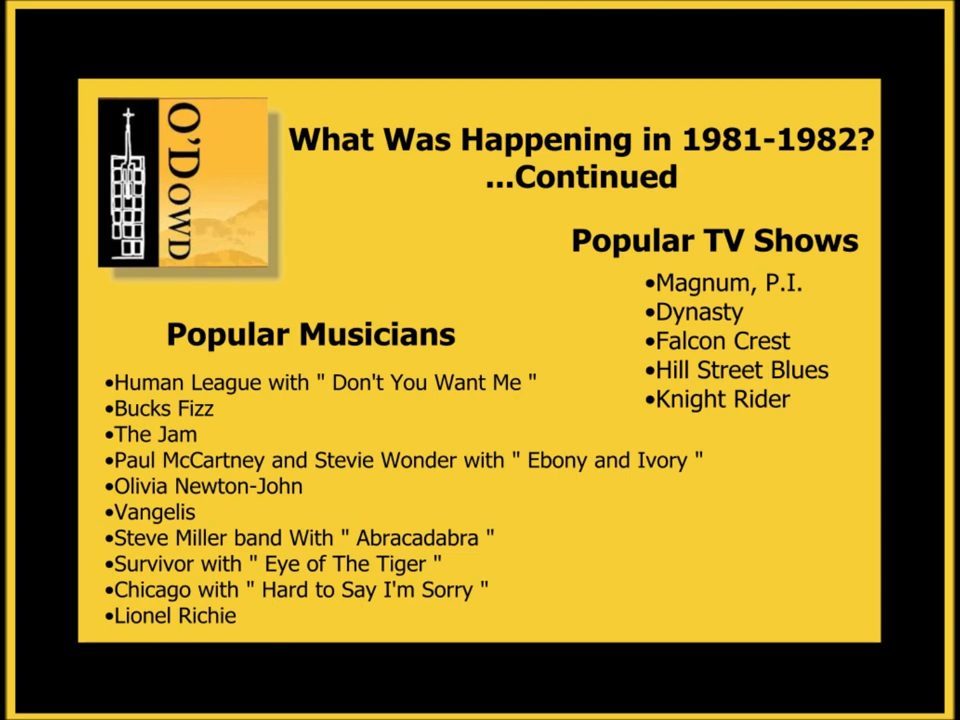 O'DOWD
What Was Happening in 1981-1982?
...Continued
Popular TV Shows
•Magnum, P.I.
•Dynasty
•Falcon Crest
•Hill Street Blues
•Knight Rider
Popular Musicians
•Human League with " Don't You Want Me "
•Bucks Fizz
•The Jam
•Paul McCartney and Stevie Wonder with " Ebony and Ivory "
•Olivia Newton-John
•Vangelis
•Steve Miller band With " Abracadabra "
•Survivor with " Eye of The Tiger "
•Chicago with " Hard to Say I'm Sorry "
•Lionel Richie